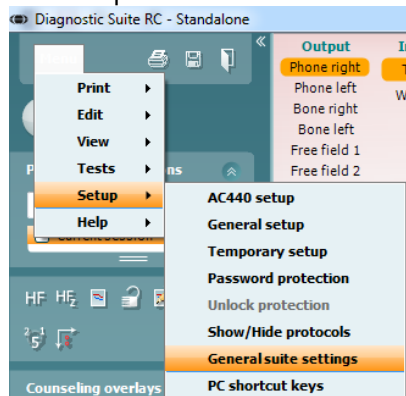 Diagnostic Suite RC - Standalone
Print
Edit
View
Tests
Setup
Help
AC440 setup
General setup
Temporary setup
Password protection
Unlock protection
Show/Hide protocols
General suite settings
PC shortcut keys
Output
Phone right
Phone left
Bone right
Bone left
Free field 1
Free field 2
Current Session
HF HF2
Counseling overlays